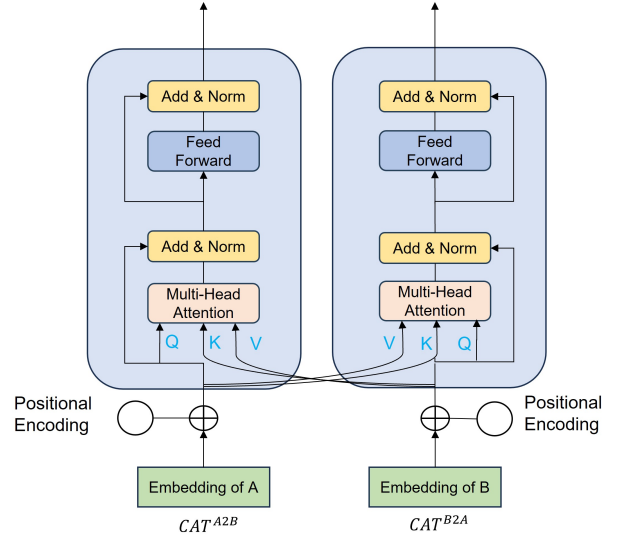 Add & Norm
Feed
Forward
Add & Norm
Multi-Head
Attention
Q K V
Positional
Encoding
Embedding of A
CAT^{A2B}
Add & Norm
Feed
Forward
Add & Norm
Multi-Head
Attention
V K Q
Positional
Encoding
Embedding of B
CAT^{B2A}